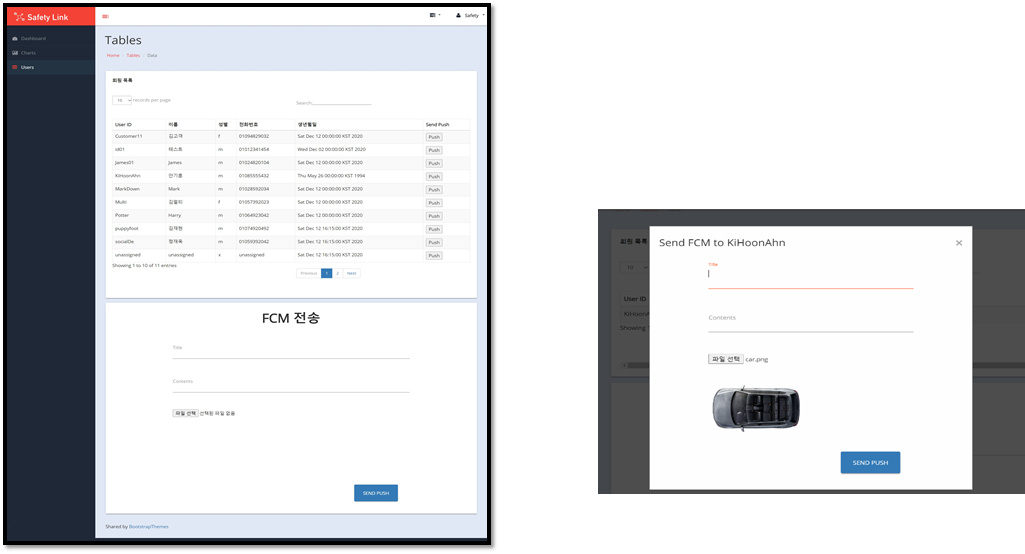 Safety Link
Safety
Dashboard
Charts
Users
Tables
Home / Tables / Data
회원 목록
10 records per page
Search:
User ID 이름 성별 전화번호 생년월일 Send Push
Customer11 김고객 f 01094829032 Sat Dec 12 00:00:00 KST 2020 Push
id01 테스트 m 01012341454 Wed Dec 02 00:00:00 KST 2020 Push
James01 James m 01024820104 Sat Dec 12 00:00:00 KST 2020 Push
KiHoonAhn 안기훈 m 01085555432 Thu May 26 00:00:00 KST 1994 Push
MarkDown Mark m 01028592034 Sat Dec 12 00:00:00 KST 2020 Push
Multi 김멀티 f 01057392023 Sat Dec 12 00:00:00 KST 2020 Push
Potter Harry m 01064923042 Sat Dec 12 00:00:00 KST 2020 Push
puppyfoot 김재현 m 01074920492 Sat Dec 12 16:15:00 KST 2020 Push
socialDe 정재욱 m 01059392042 Sat Dec 12 16:15:00 KST 2020 Push
unassigned unassigned x unassigned Sat Dec 12 16:15:00 KST 2020 Push
Showing 1 to 10 of 11 entries
Previous 1 2 Next
FCM 전송
Title
Contents
파일 선택 선택된 파일 없음
SEND PUSH
Shared by BootstrapThemes
회원 목록
10
User ID
KiHoonA
Showing
Send FCM to KiHoonAhn
×
Title
Contents
파일 선택 car.png
SEND PUSH